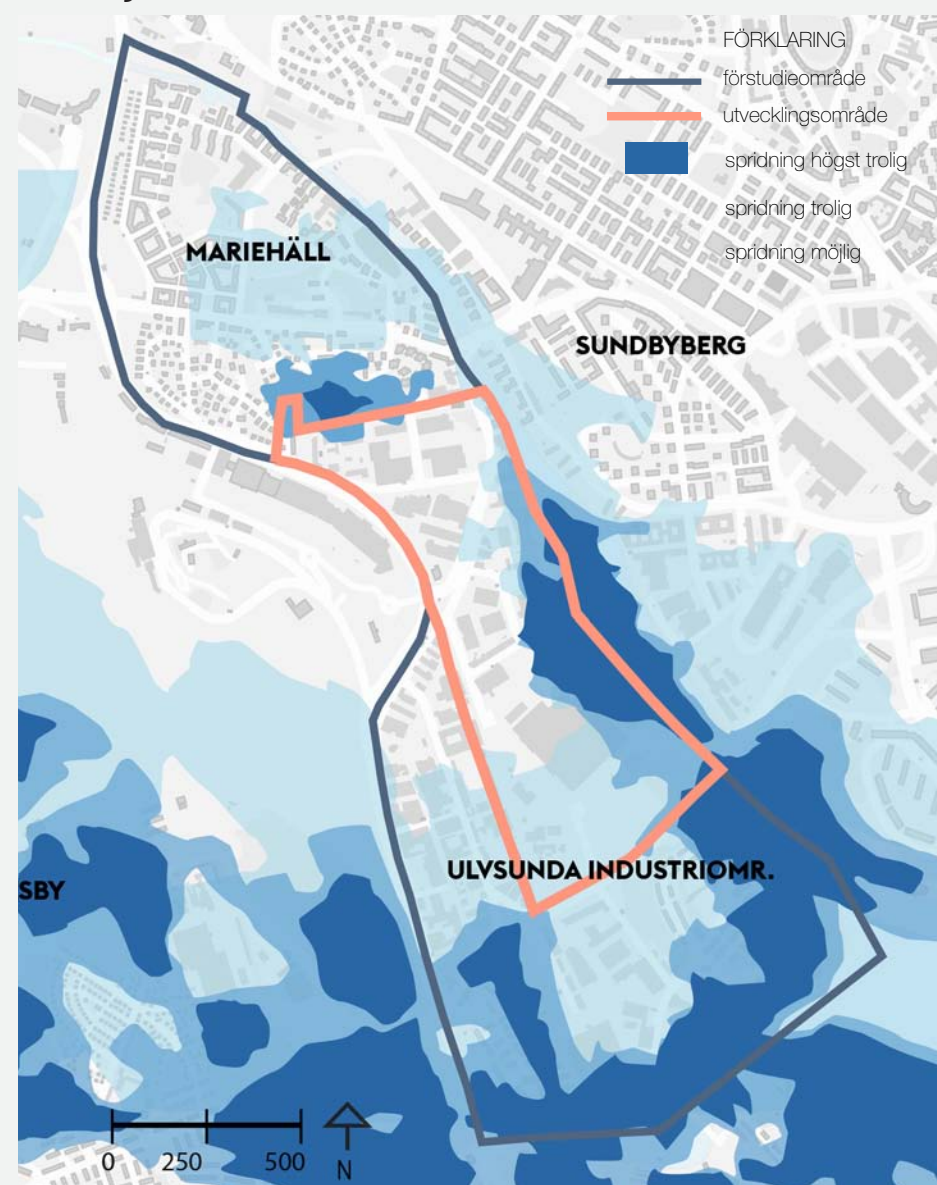 FÖRKLARING
förstudieområde
utvecklingsområde
spridning högst trolig
spridning trolig
spridning möjlig
MARIEHÄLL
SUNDBYBERG
ULVSUNDA INDUSTRIOMR.
SBY
0 250 500 N